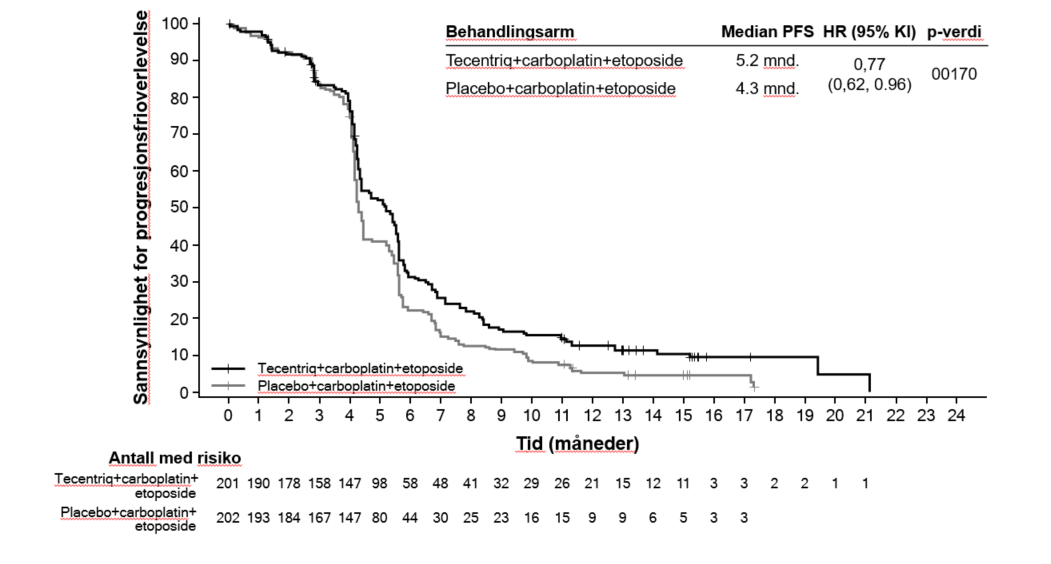 Sannsynlighet for progresjonsfrioverlevelse
100
90
80
70
60
50
40
30
20
10
0
Behandlingsarm Median PFS HR (95% KI) p-verdi
Tecentriq+carboplatin+etoposide 5.2 mnd. 0,77 00170
Placebo+carboplatin+etoposide 4.3 mnd. (0,62, 0.96)
Tecentriq+carboplatin+etoposide
Placebo+carboplatin+etoposide
0 1 2 3 4 5 6 7 8 9 10 11 12 13 14 15 16 17 18 19 20 21 22 23 24
Tid (måneder)
Antall med risiko
Tecentriq+carboplatin+ 201 190 178 158 147 98 58 48 41 32 29 26 21 15 12 11 3 3 2 2 1 1
etoposide
Placebo+carboplatin+ 202 193 184 167 147 80 44 30 25 23 16 15 9 9 6 5 3 3
etoposide